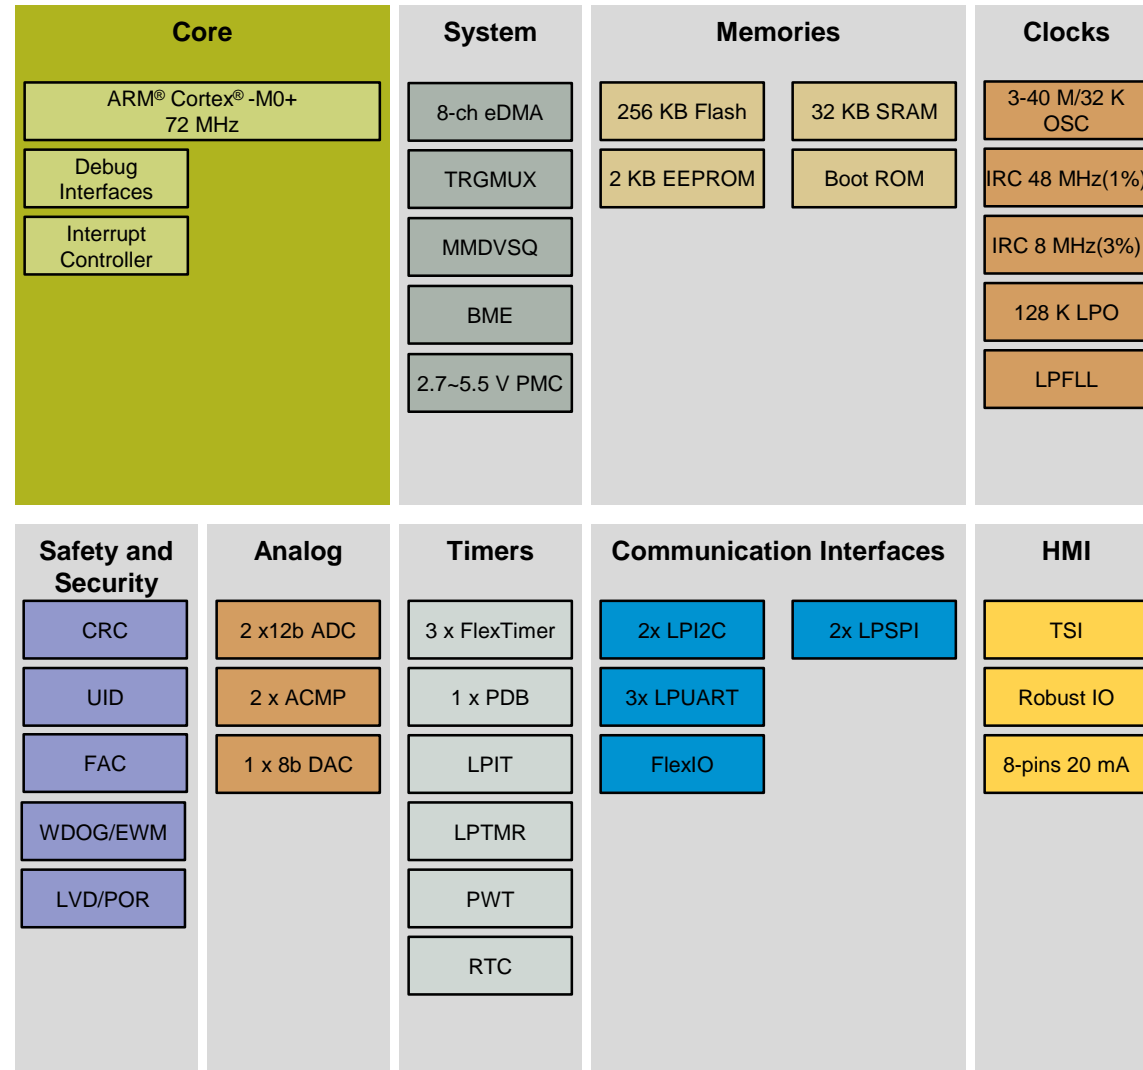 Core
ARM® Cortex® -M0+
72 MHz
Debug
Interfaces
Interrupt
Controller
System
8-ch eDMA
TRGMUX
MMDVSQ
BME
2.7~5.5 V PMC
Memories
256 KB Flash
32 KB SRAM
2 KB EEPROM
Boot ROM
Clocks
3-40 M/32 K
OSC
IRC 48 MHz(1%)
IRC 8 MHz(3%)
128 K LPO
LPFLL
Safety and
Security
CRC
UID
FAC
WDOG/EWM
LVD/POR
Analog
2 x12b ADC
2 x ACMP
1 x 8b DAC
Timers
3 x FlexTimer
1 x PDB
LPIT
LPTMR
PWT
RTC
Communication Interfaces
2x LPI2C
2x LPSPI
3x LPUART
FlexIO
HMI
TSI
Robust IO
8-pins 20 mA